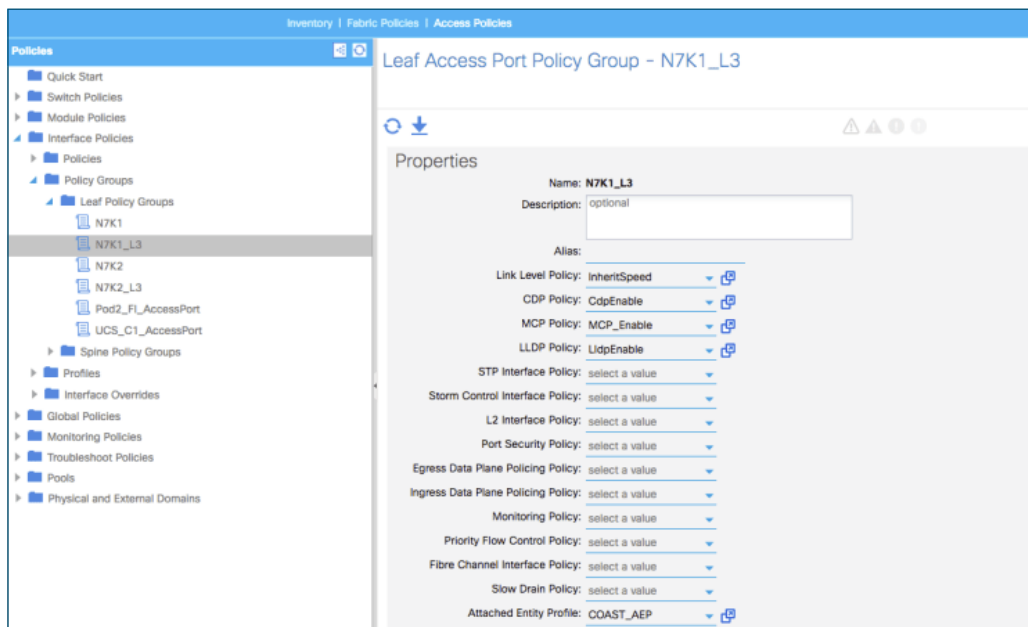 Inventory | Fabric Policies | Access Policies
Policies
Quick Start
Switch Policies
Module Policies
Interface Policies
Policies
Policy Groups
Leaf Policy Groups
N7K1
N7K1_L3
N7K2
N7K2_L3
Pod2_FI_AccessPort
UCS_C1_AccessPort
Spine Policy Groups
Profiles
Interface Overrides
Global Policies
Monitoring Policies
Troubleshoot Policies
Pools
Physical and External Domains
Leaf Access Port Policy Group - N7K1_L3
Properties
Name: N7K1_L3
Description: optional
Alias:
Link Level Policy: InheritSpeed
CDP Policy: CdpEnable
MCP Policy: MCP_Enable
LLDP Policy: LldpEnable
STP Interface Policy: select a value
Storm Control Interface Policy: select a value
L2 Interface Policy: select a value
Port Security Policy: select a value
Egress Data Plane Policing Policy: select a value
Ingress Data Plane Policing Policy: select a value
Monitoring Policy: select a value
Priority Flow Control Policy: select a value
Fibre Channel Interface Policy: select a value
Slow Drain Policy: select a value
Attached Entity Profile: COAST_AEP